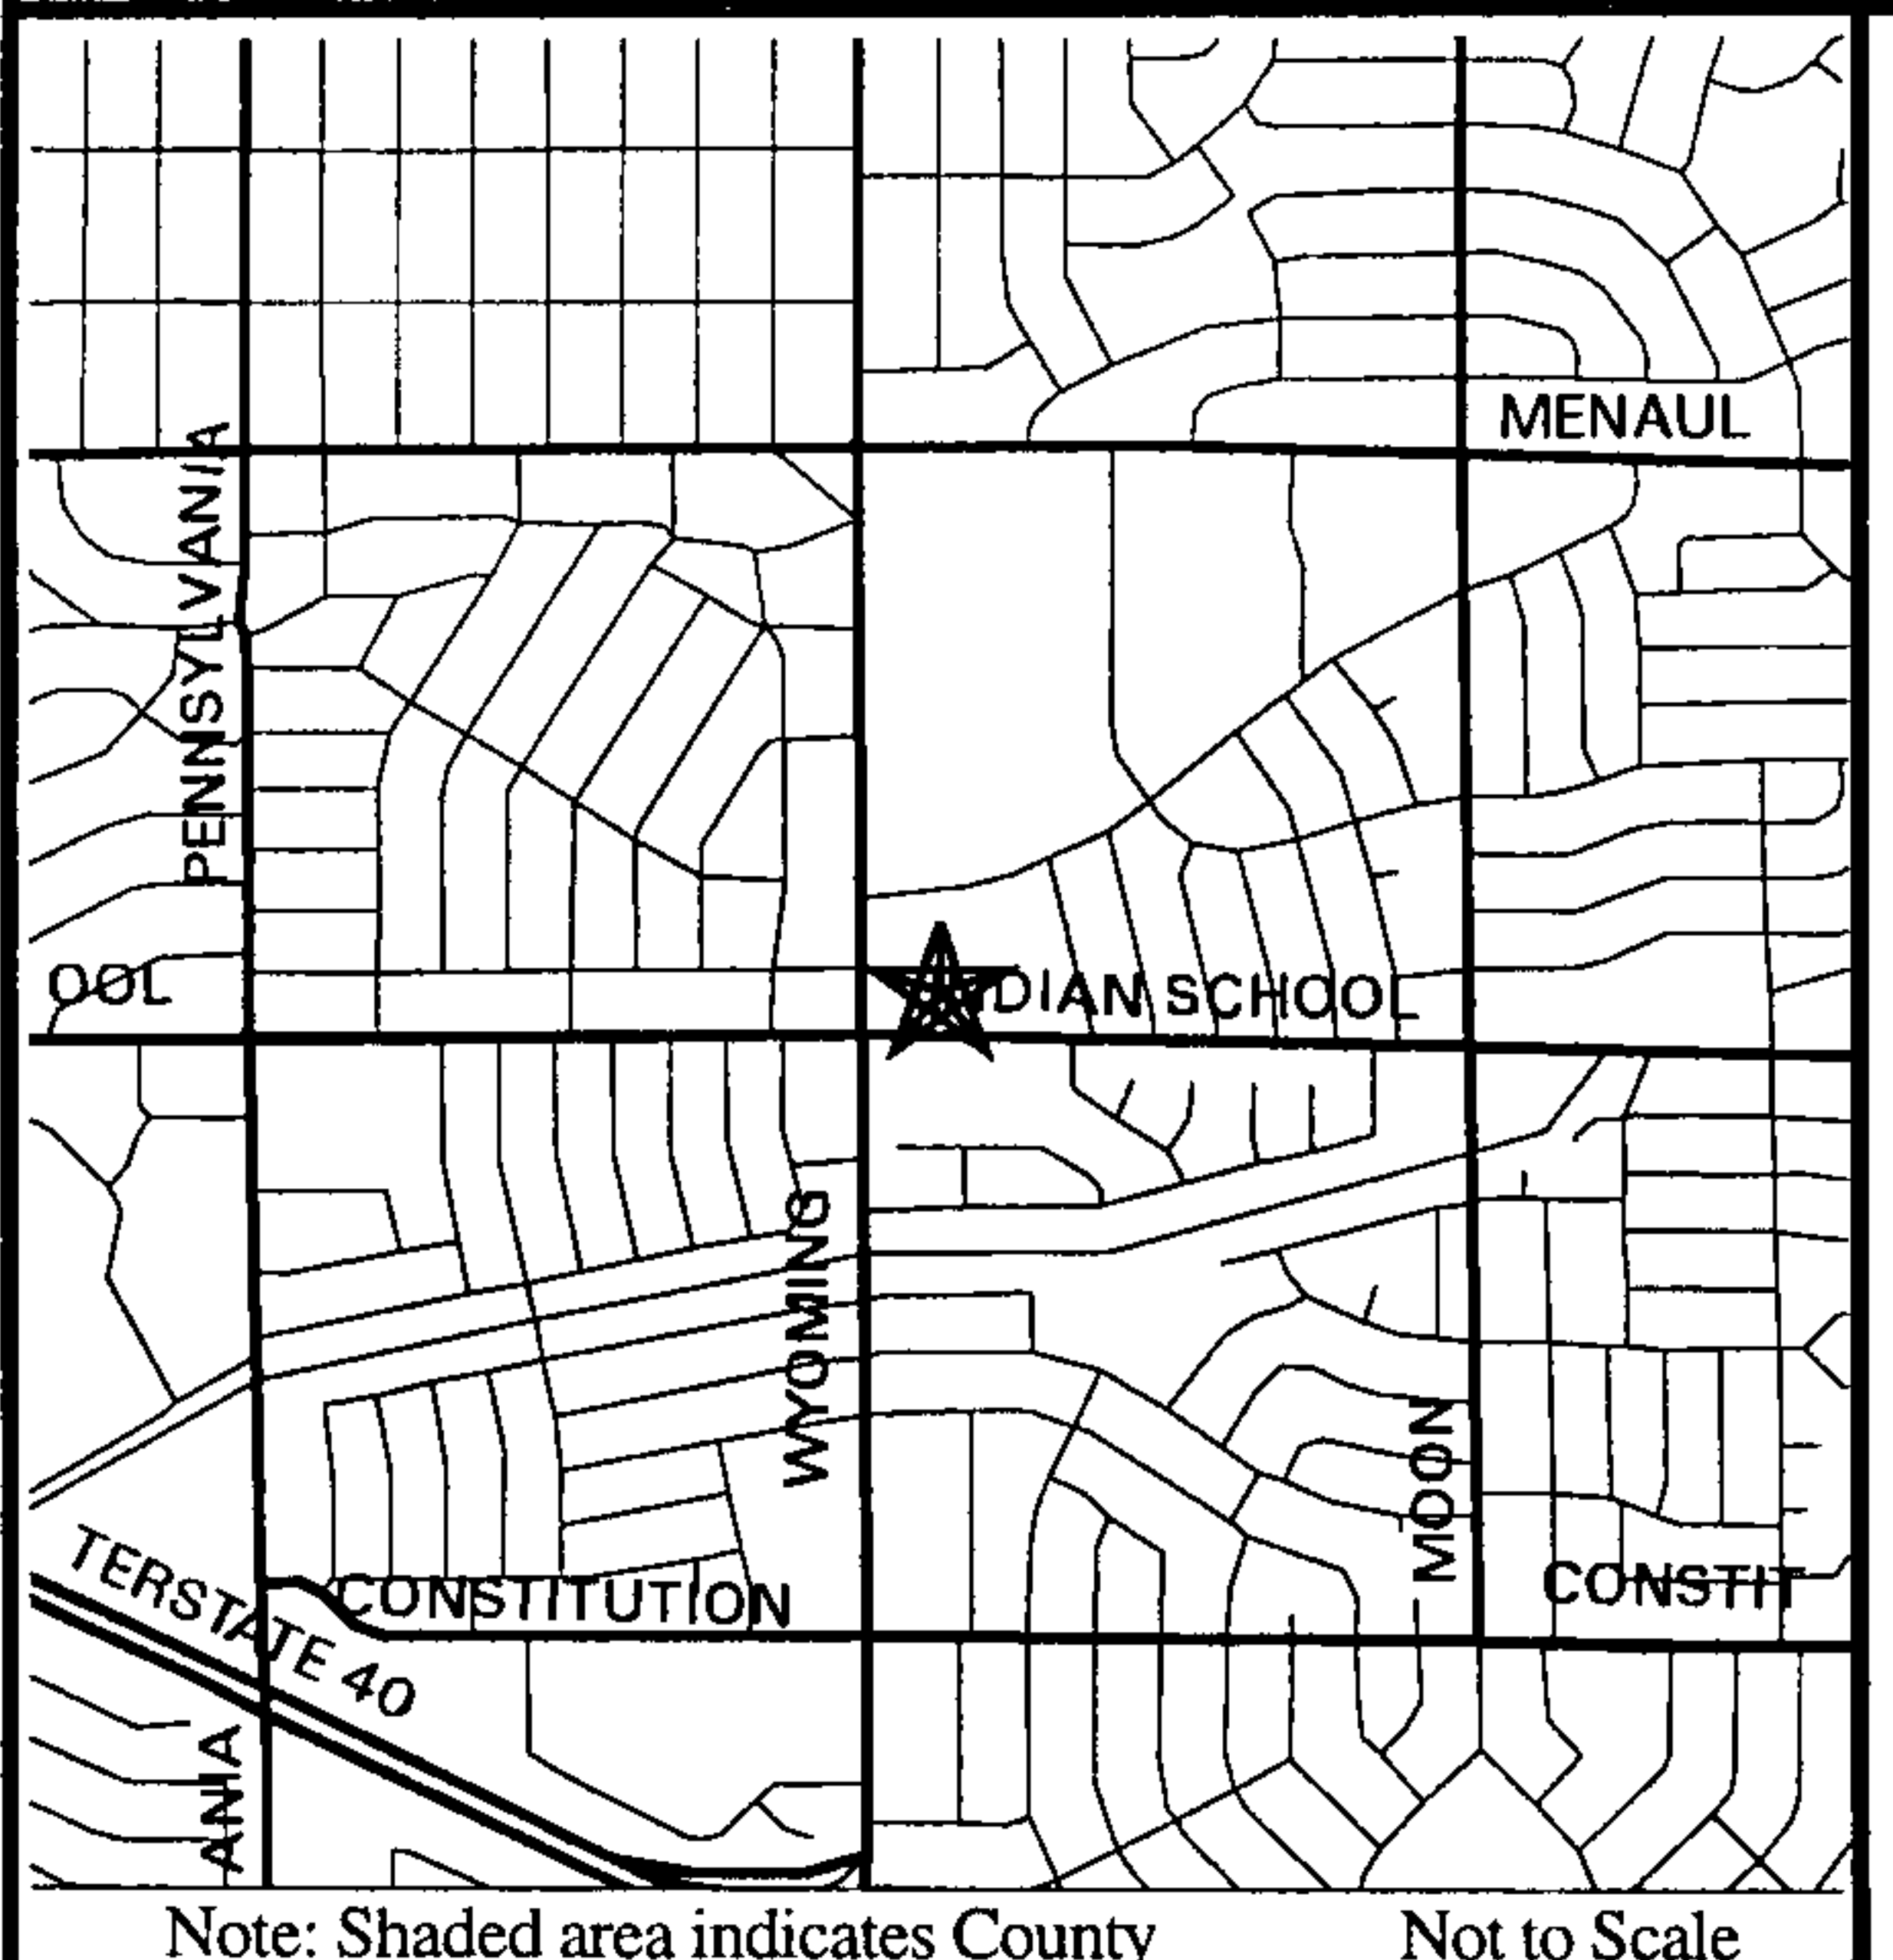 MENAUL
PENNSYLVANIA
OOL
DIAN SCHOOL
WYOMING
MOON
TERSTATE 40
CONSTITUTION
CONSTIT
ANIA
Note: Shaded area indicates County
Not to Scale